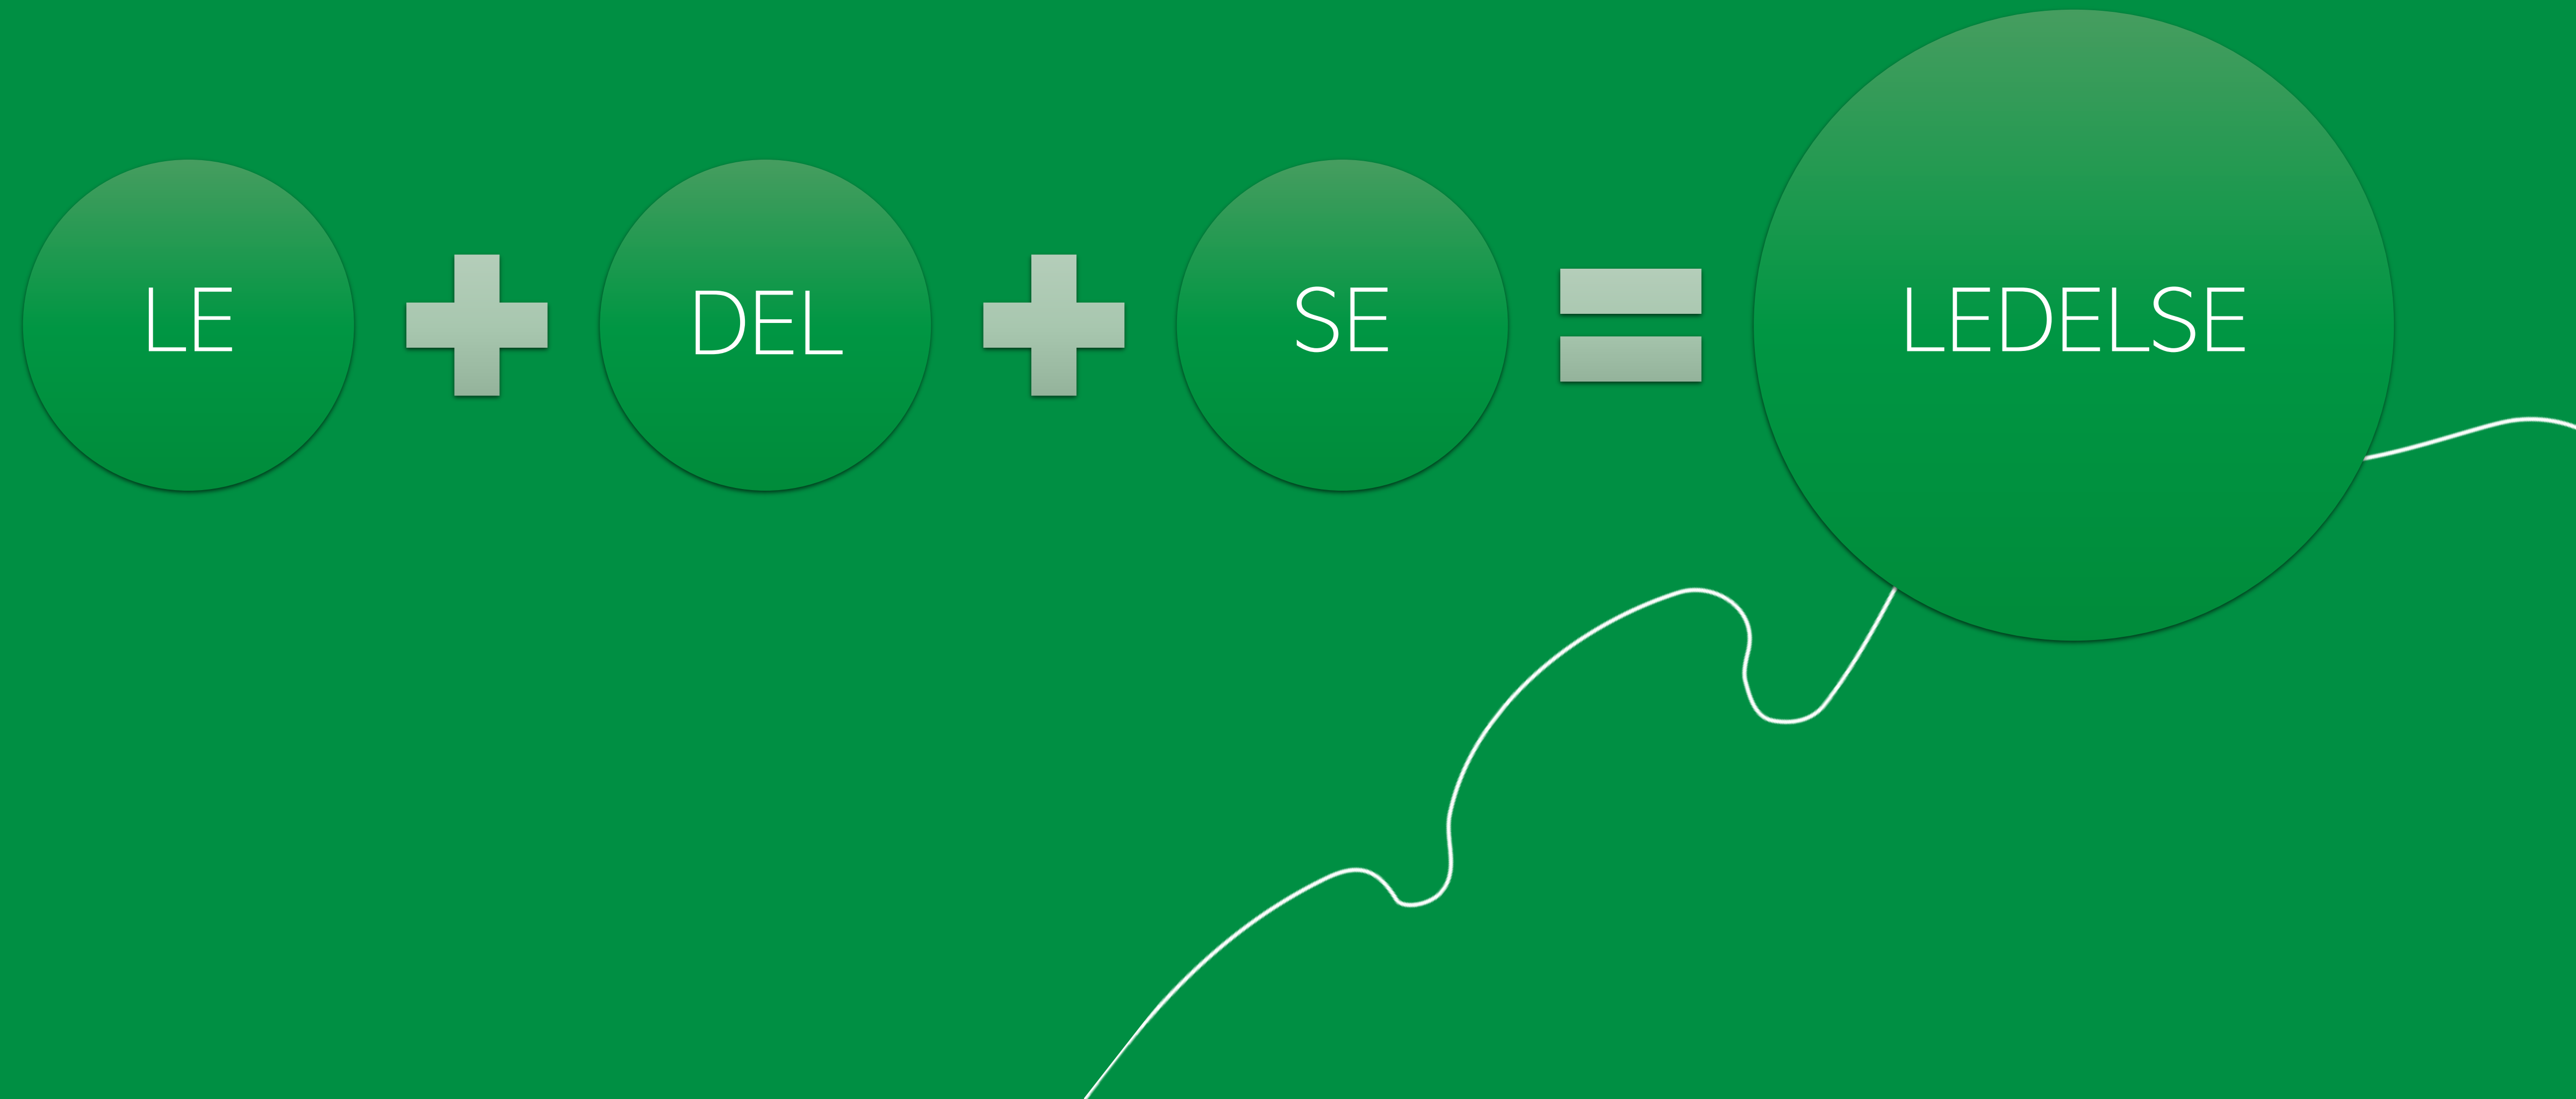 LE + DEL + SE = LEDELSE